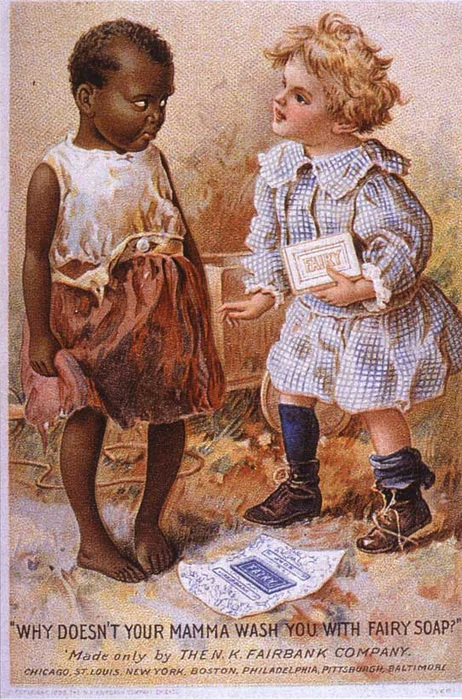 FAIRY
FAIRY
"WHY DOESN'T YOUR MAMMA WASH YOU WITH FAIRY SOAP?"
'Made only by THE N. K. FAIRBANK COMPANY.
CHICAGO, ST. LOUIS, NEW YORK, BOSTON, PHILADELPHIA, PITTSBURGH, BALTIMORE